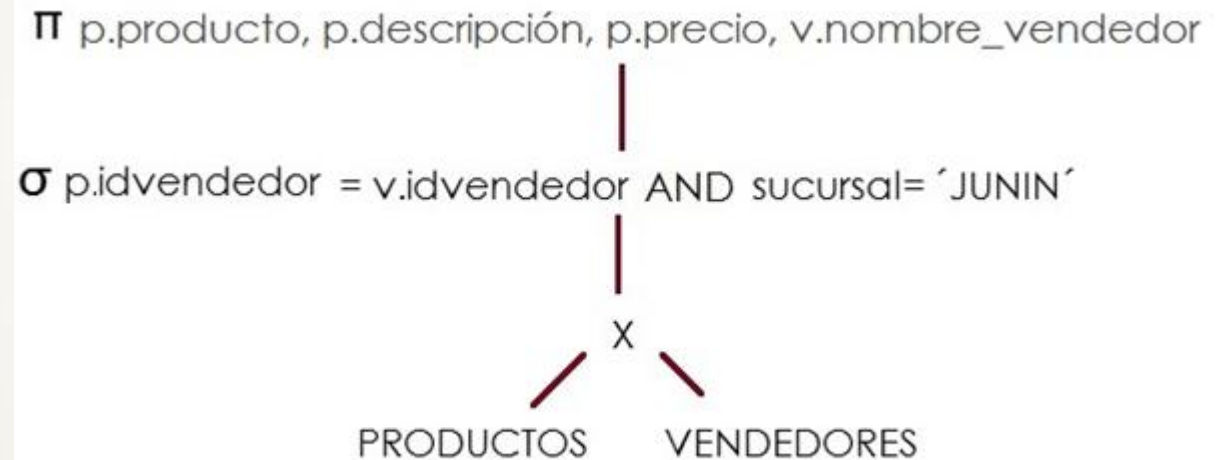 π p.producto, p.descripción, p.precio, v.nombre_vendedor
σ p.idvendedor = v.idvendedor AND sucursal= ´JUNIN´
X
PRODUCTOS VENDEDORES